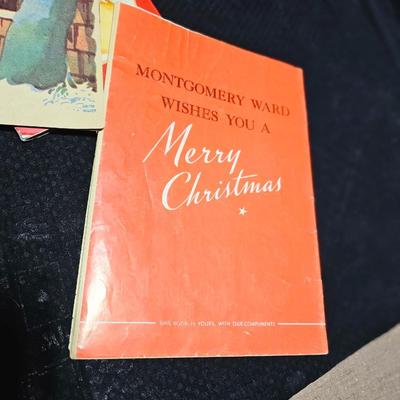 MONTGOMERY WARD
WISHES YOU A
Merry
Christmas
THIS BOOK IS YOURS, WITH OUR COMPLIMENTS